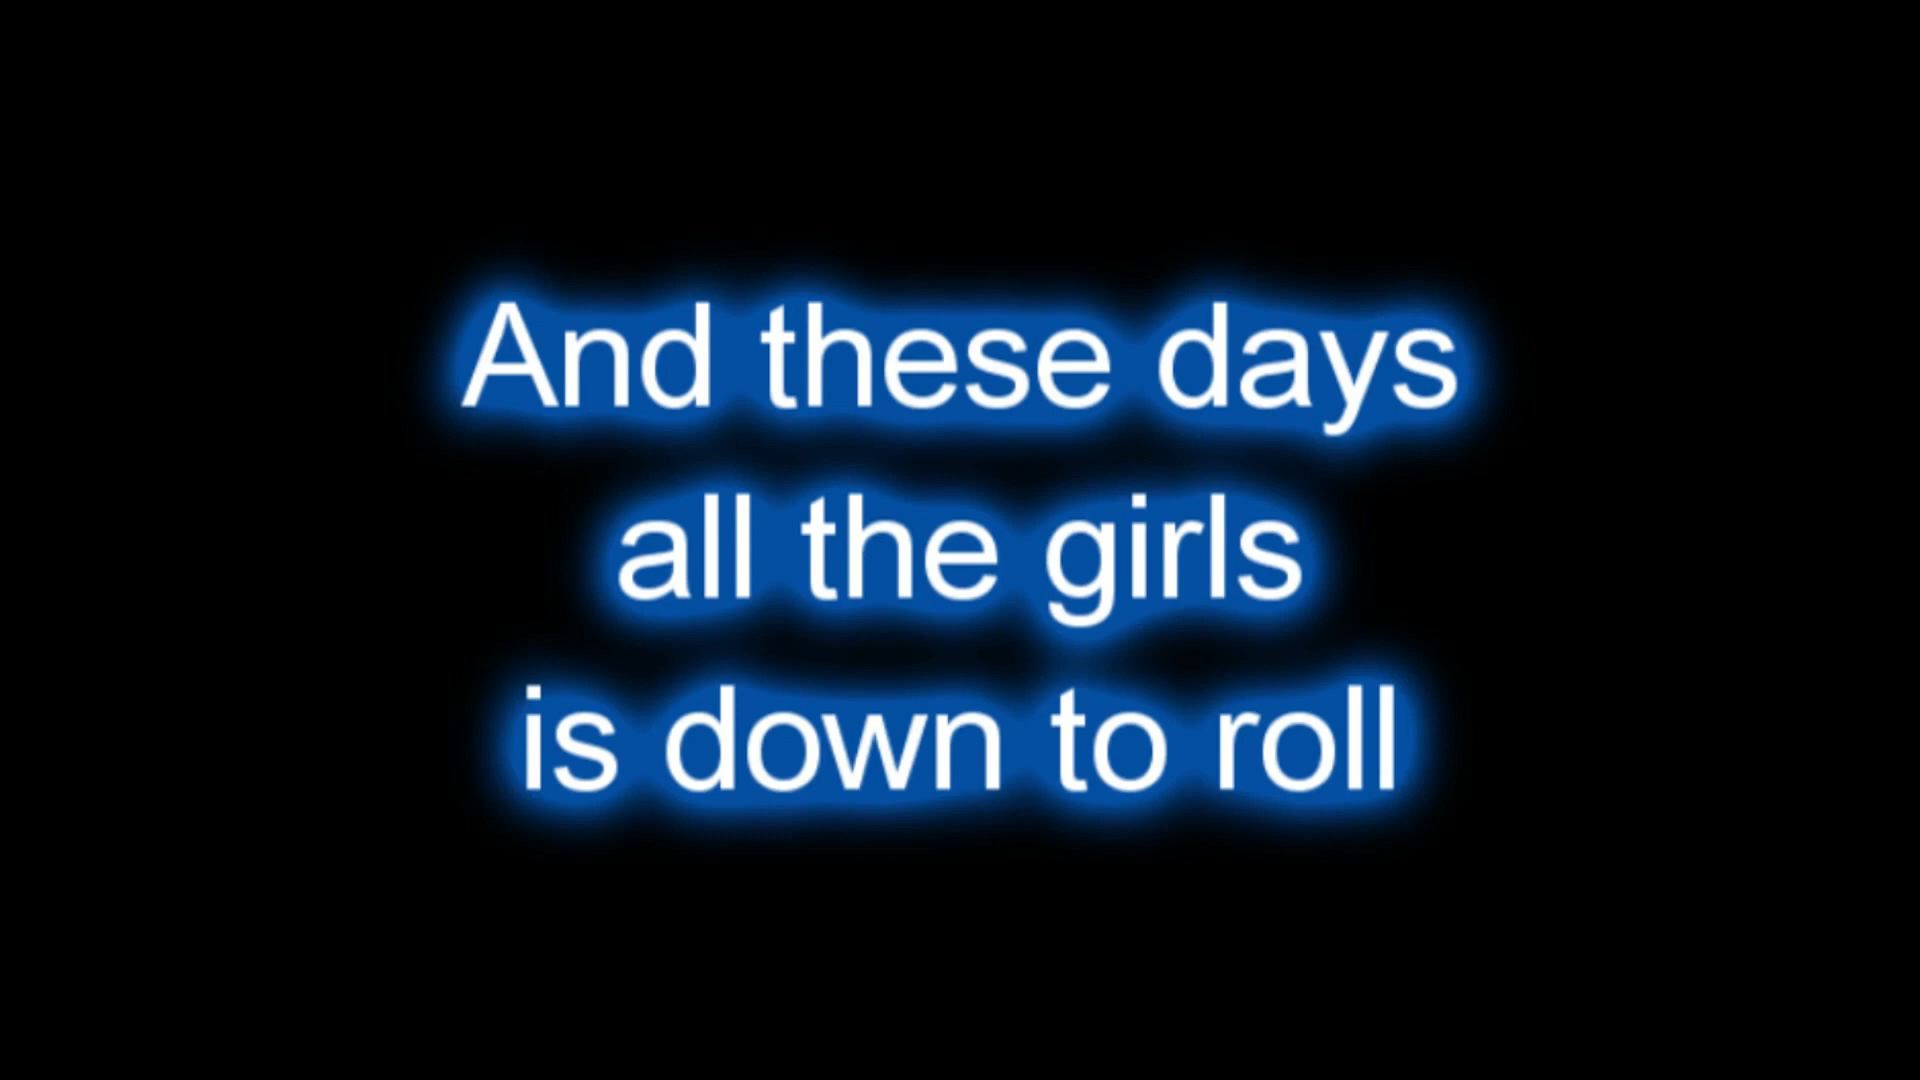 And these days
all the girls
is down to roll